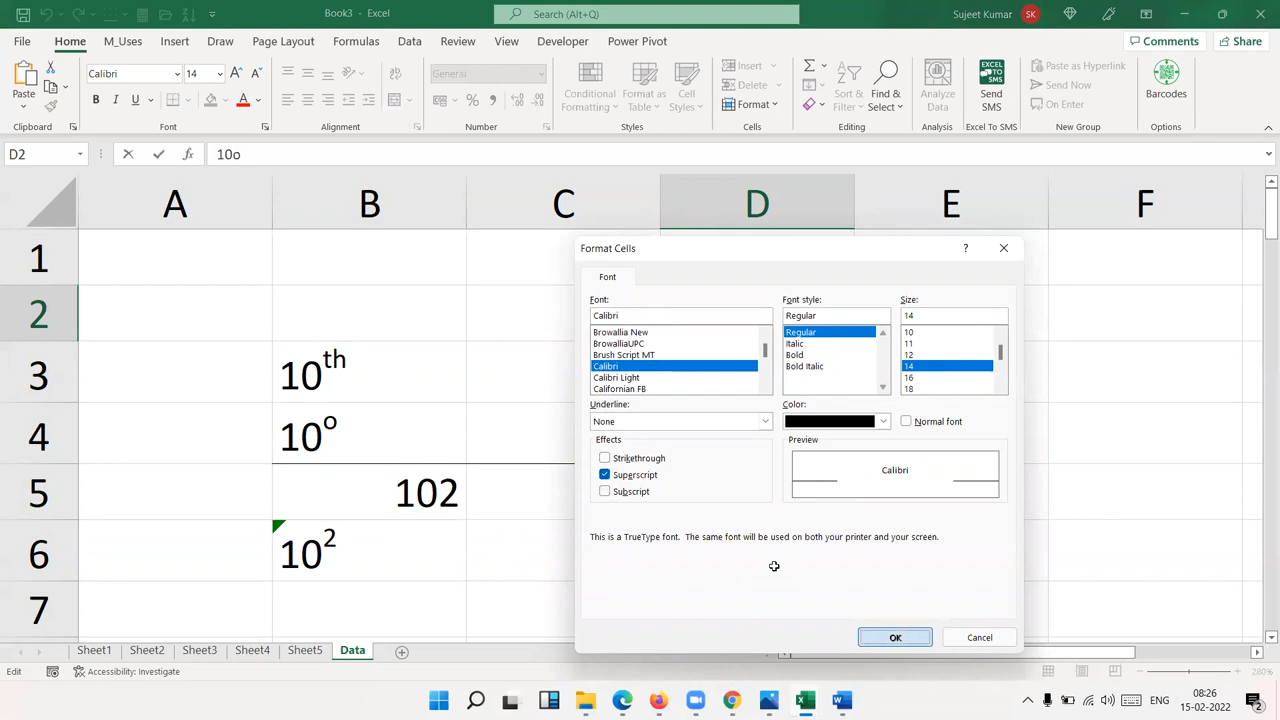 Book3 - Excel
Search (Alt+Q)
Sujeet Kumar SK
File Home M_Uses Insert Draw Page Layout Formulas Data Review View Developer Power Pivot Comments Share
Paste
Clipboard
Calibri 14
B I U A
Font
Alignment
General
Number
Conditional Formatting
Format as Table
Cell Styles
Styles
Insert
Delete
Format
Cells
Sort & Filter
Find & Select
Editing
Analyze Data
Analysis
Send SMS
Excel To SMS
Paste as Hyperlink
Send Now
On Enter
New Group
Barcodes
Options
D2 fx 10o
A B C D E F
1
2
3 10th
4 10o
5 102
6 102
7
Format Cells ?
Font
Font: Font style: Size:
Calibri Regular 14
Browallia New Regular 10
BrowalliaUPC Italic 11
Brush Script MT Bold 12
Calibri Bold Italic 14
Calibri Light 16
Californian FB 18
Underline: Color:
None Normal font
Effects Preview
Strikethrough
Superscript
Subscript
Calibri
This is a TrueType font. The same font will be used on both your printer and your screen.
OK Cancel
Sheet1 Sheet2 Sheet3 Sheet4 Sheet5 Data
Edit Accessibility: Investigate 280%
ENG 08:26
15-02-2022 2